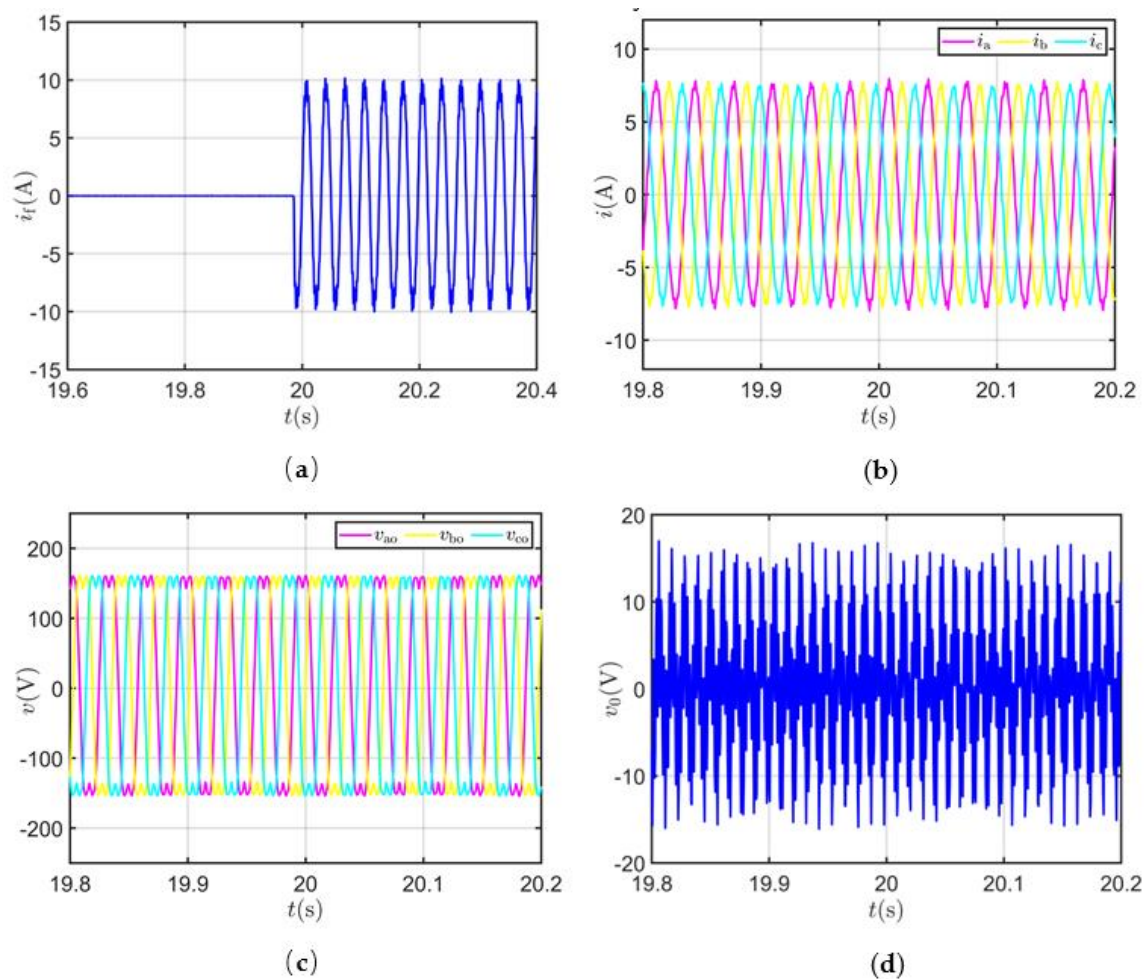 15
10
5
0
-5
-10
-15
i_f(A)
19.6 19.8 20 20.2 20.4
t(s)
(a)
10
5
0
-5
-10
i(A)
i_a i_b i_c
19.8 19.9 20 20.1 20.2
t(s)
(b)
200
100
0
-100
-200
v(V)
v_ao v_bo v_co
19.8 19.9 20 20.1 20.2
t(s)
(c)
20
10
0
-10
-20
v_0(V)
19.8 19.9 20 20.1 20.2
t(s)
(d)